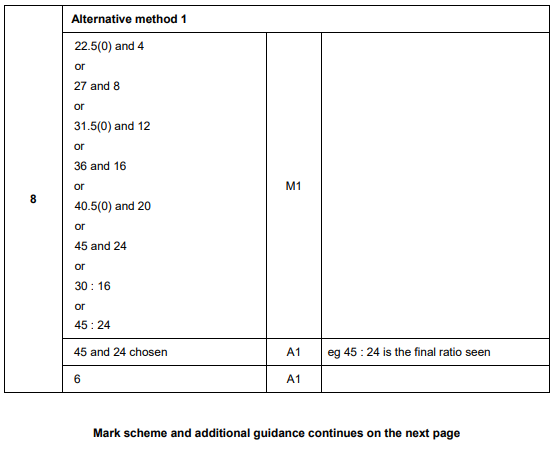 Alternative method 1
8
22.5(0) and 4
or
27 and 8
or
31.5(0) and 12
or
36 and 16
or
40.5(0) and 20
or
45 and 24
or
30 : 16
or
45 : 24
M1
45 and 24 chosen
A1
eg 45 : 24 is the final ratio seen
6
A1
Mark scheme and additional guidance continues on the next page